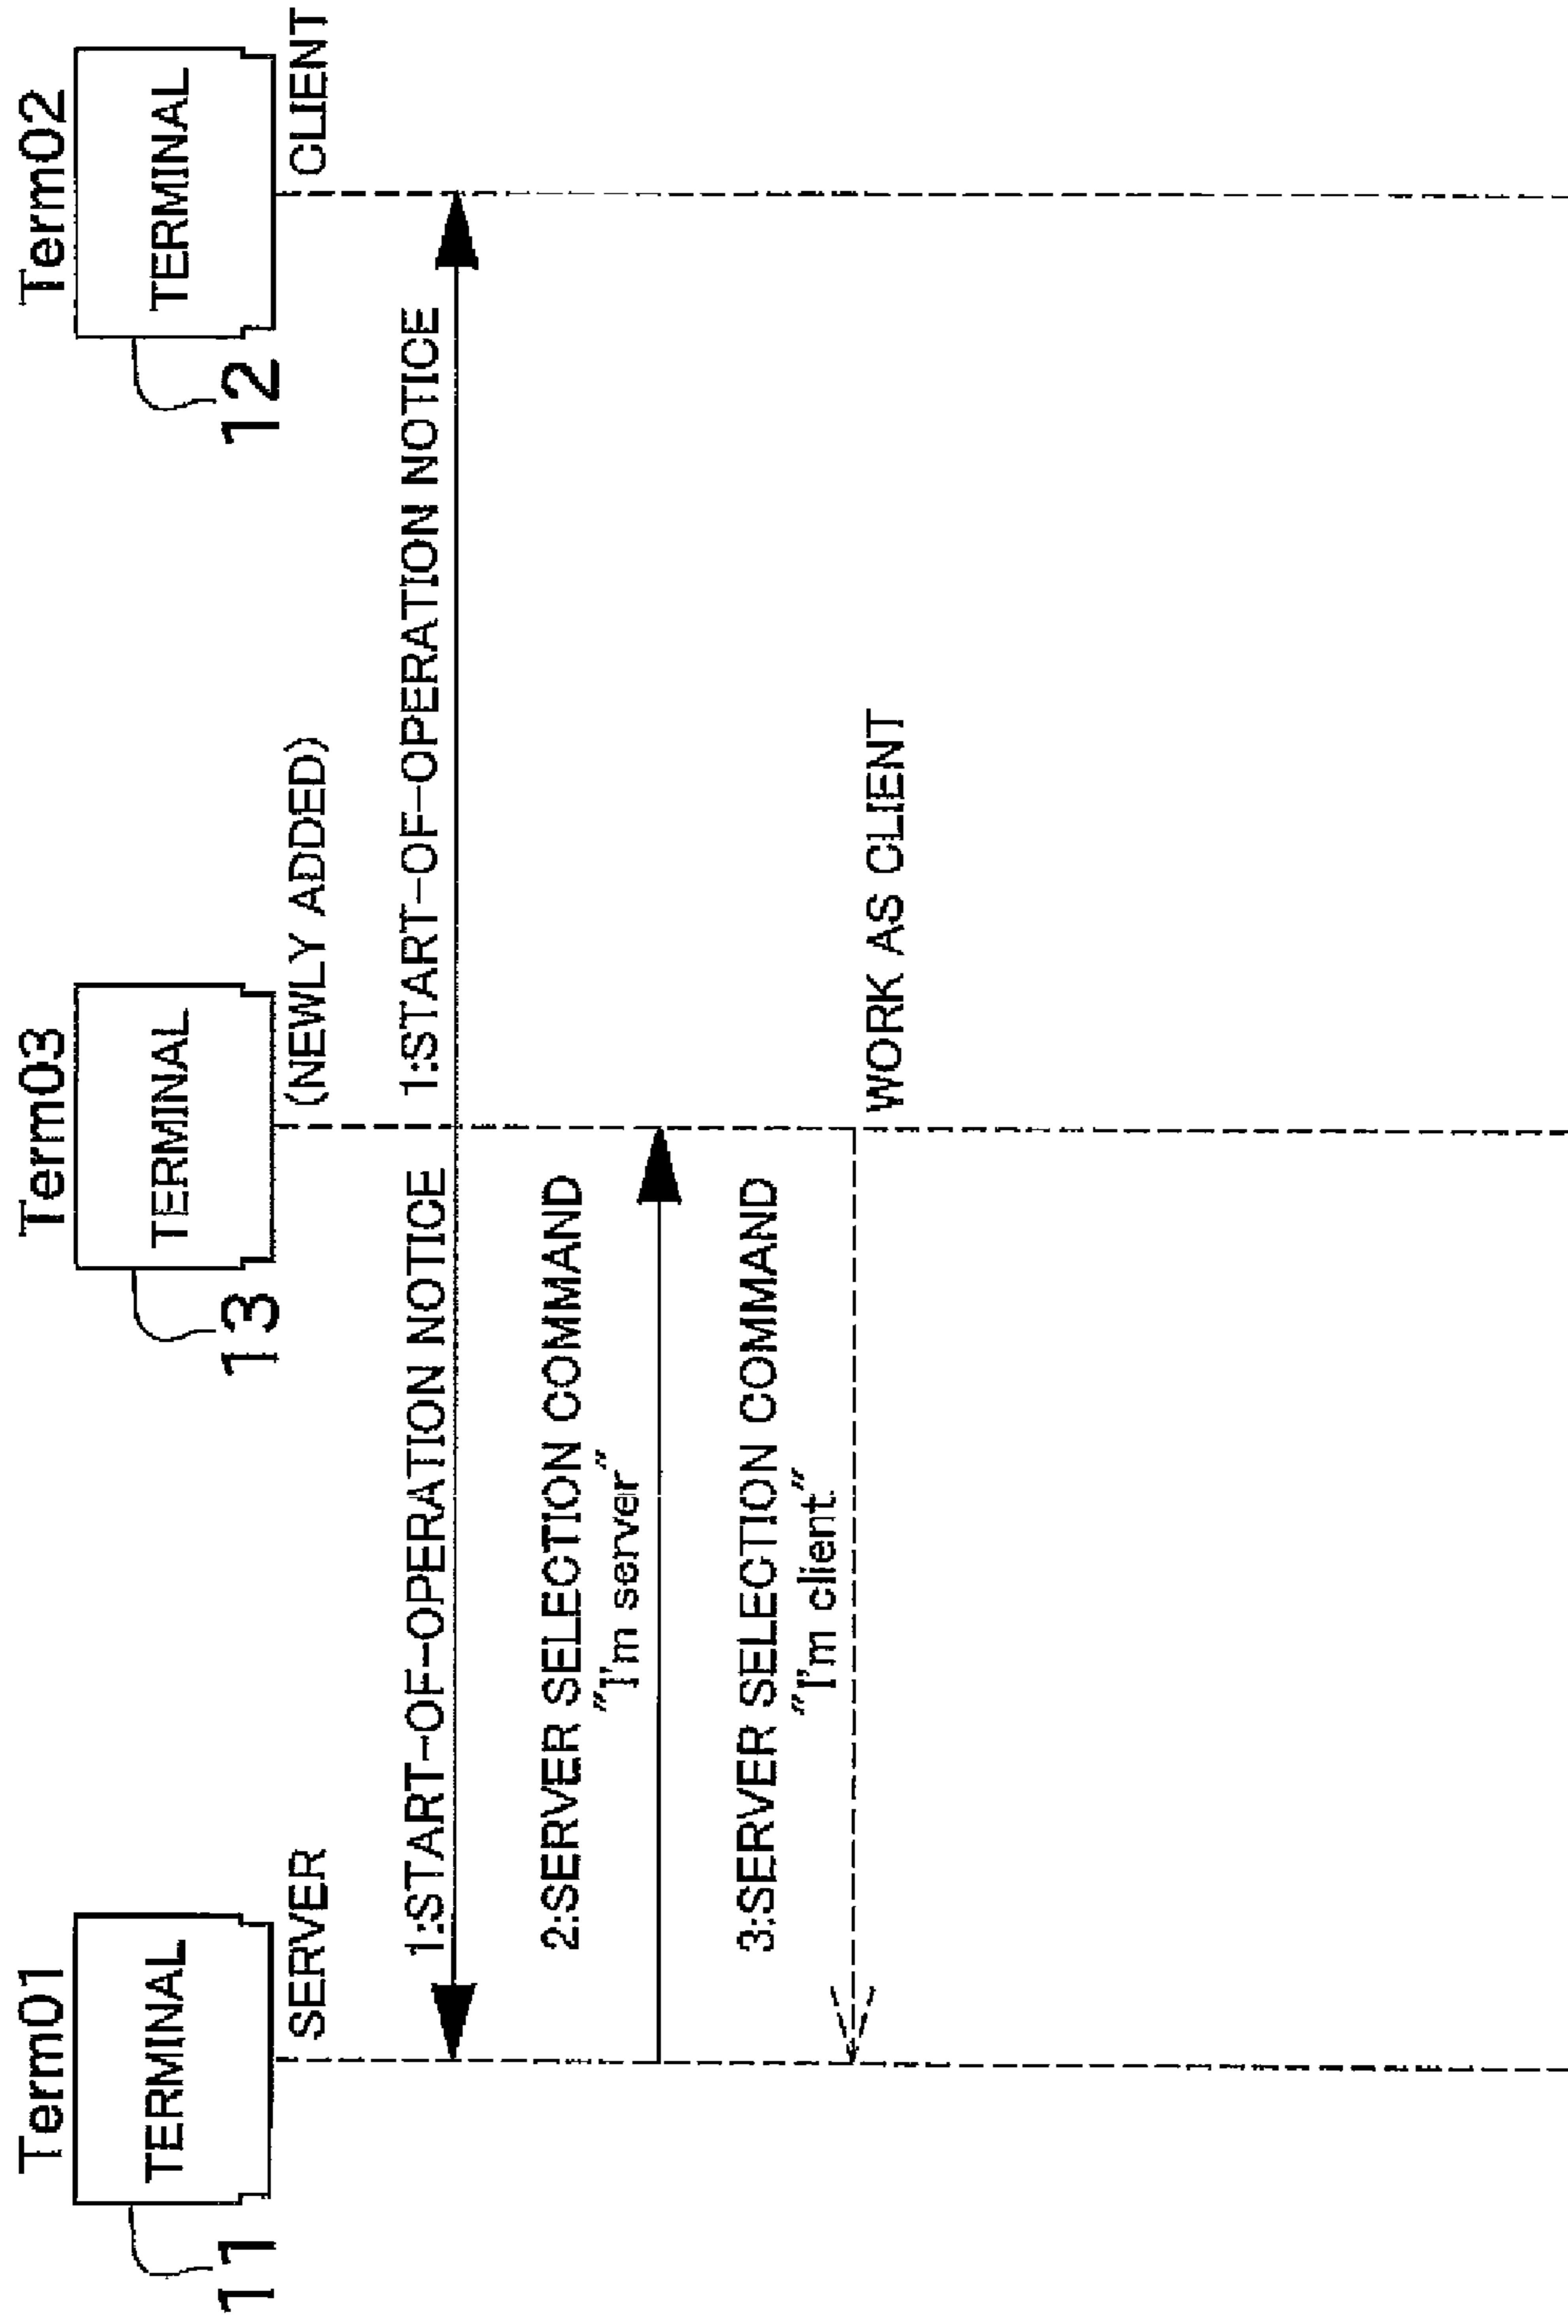 Term01
Term03
Term02
TERMINAL
TERMINAL
TERMINAL
11
13
12
SERVER
(NEWLY ADDED)
CLIENT
1:START-OF-OPERATION NOTICE
1:START-OF-OPERATION NOTICE
2:SERVER SELECTION COMMAND
"I'm server"
3:SERVER SELECTION COMMAND
"I'm client"
WORK AS CLIENT